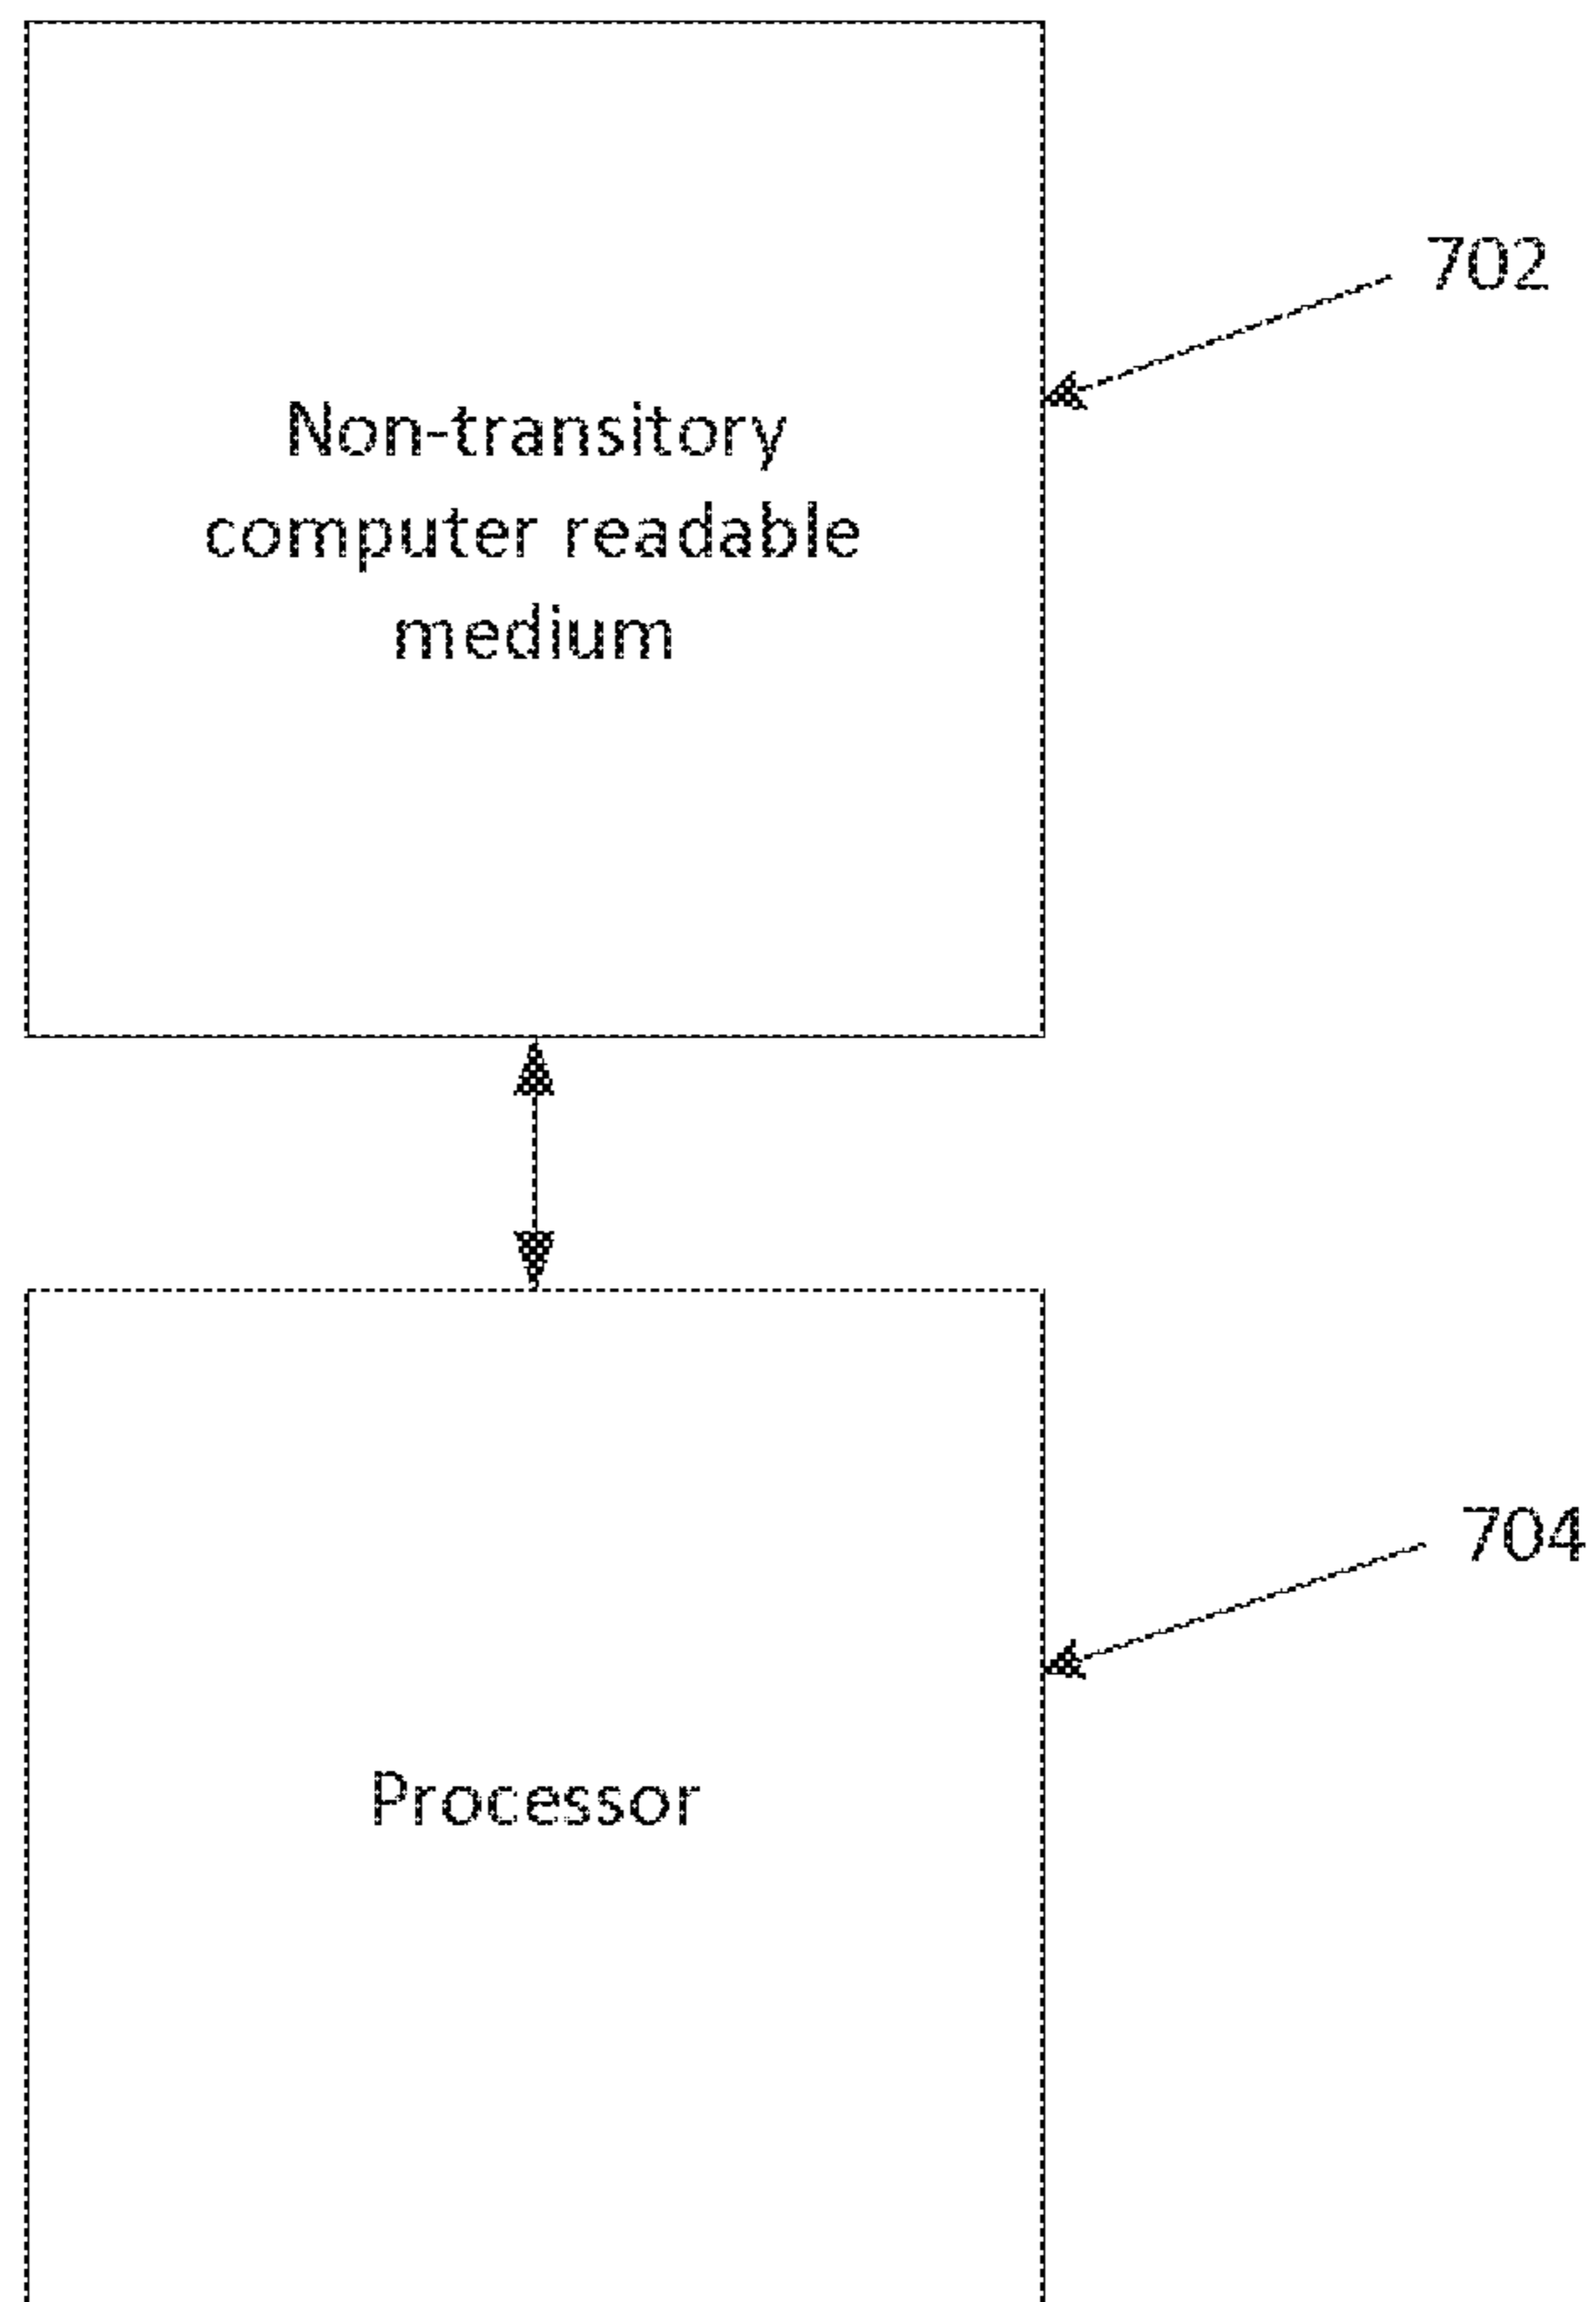 702
Non-transitory
computer readable
medium
704
Processor